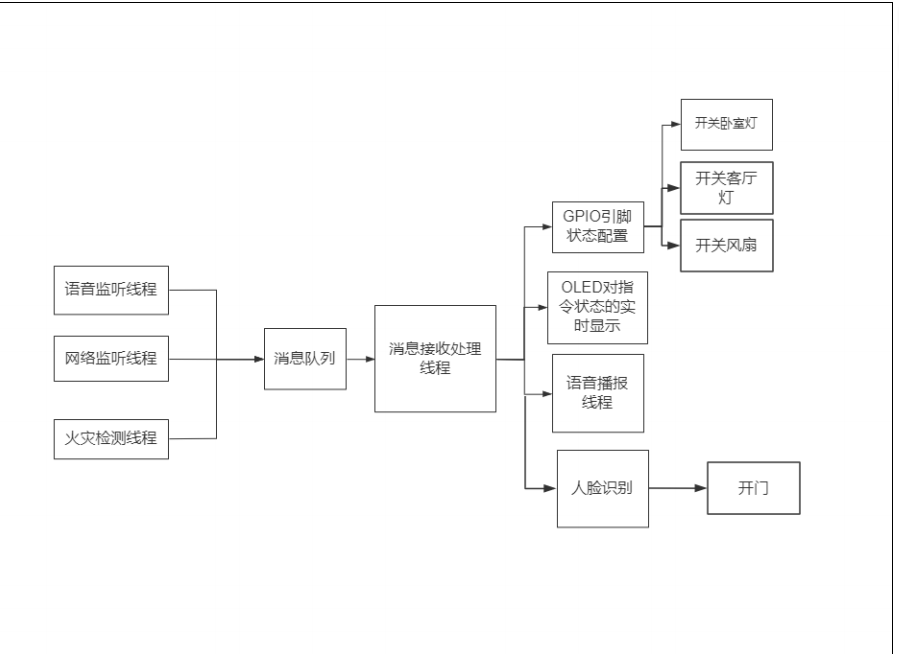 语音监听线程
网络监听线程
火灾检测线程
消息队列
消息接收处理
线程
GPIO引脚
状态配置
OLED对指
令状态的实
时显示
语音播报
线程
人脸识别
开关卧室灯
开关客厅
灯
开关风扇
开门